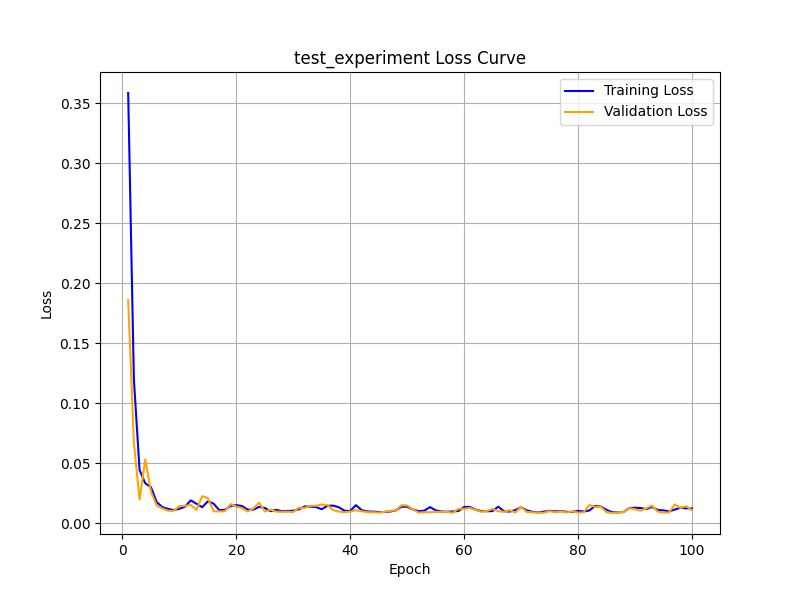 test_experiment Loss Curve
Training Loss
Validation Loss
0.35
0.30
0.25
0.20
0.15
0.10
0.05
0.00
Loss
0 20 40 60 80 100
Epoch